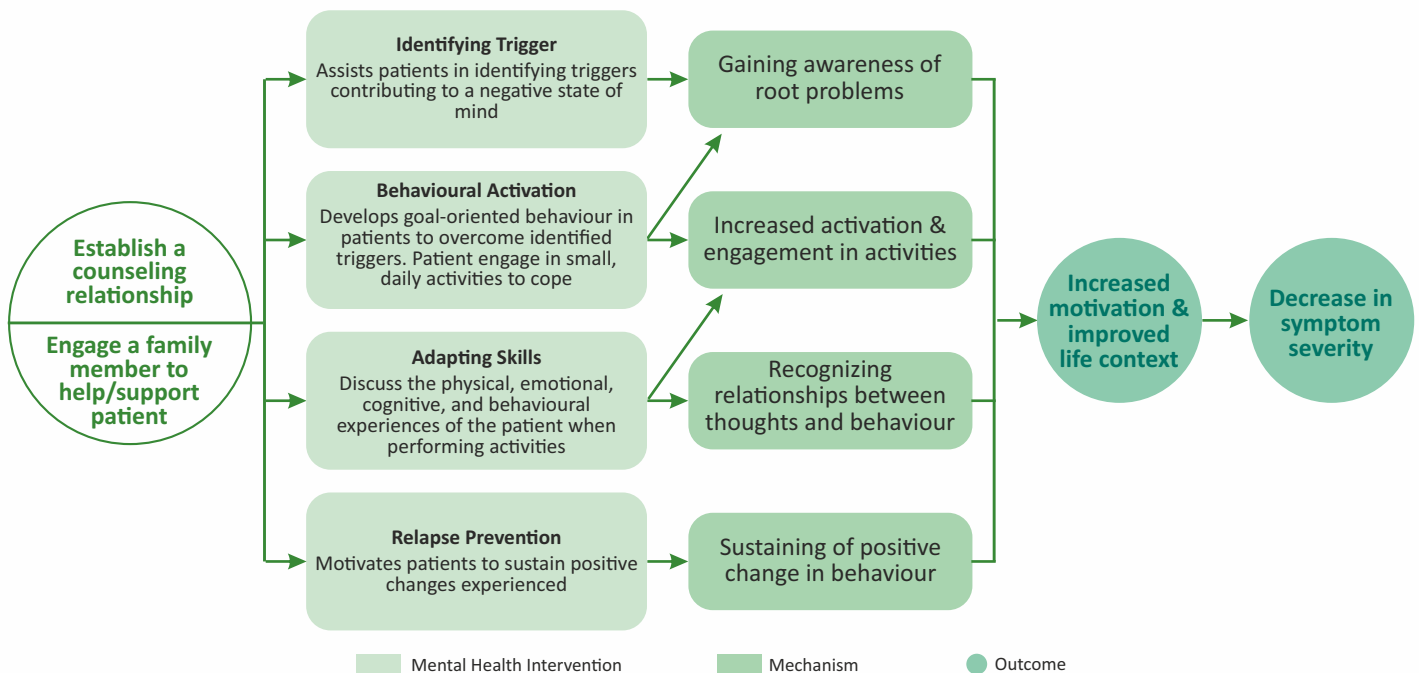 Establish a
counseling
relationship
Engage a family
member to
help/support
patient
Identifying Trigger
Assists patients in identifying triggers
contributing to a negative state of
mind
Behavioural Activation
Develops goal-oriented behaviour in
patients to overcome identified
triggers. Patient engage in small,
daily activities to cope
Adapting Skills
Discuss the physical, emotional,
cognitive, and behavioural
experiences of the patient when
performing activities
Relapse Prevention
Motivates patients to sustain positive
changes experienced
Gaining awareness of
root problems
Increased activation &
engagement in activities
Recognizing
relationships between
thoughts and behaviour
Sustaining of positive
change in behaviour
Increased
motivation &
improved
life context
Decrease in
symptom
severity
Mental Health Intervention
Mechanism
Outcome